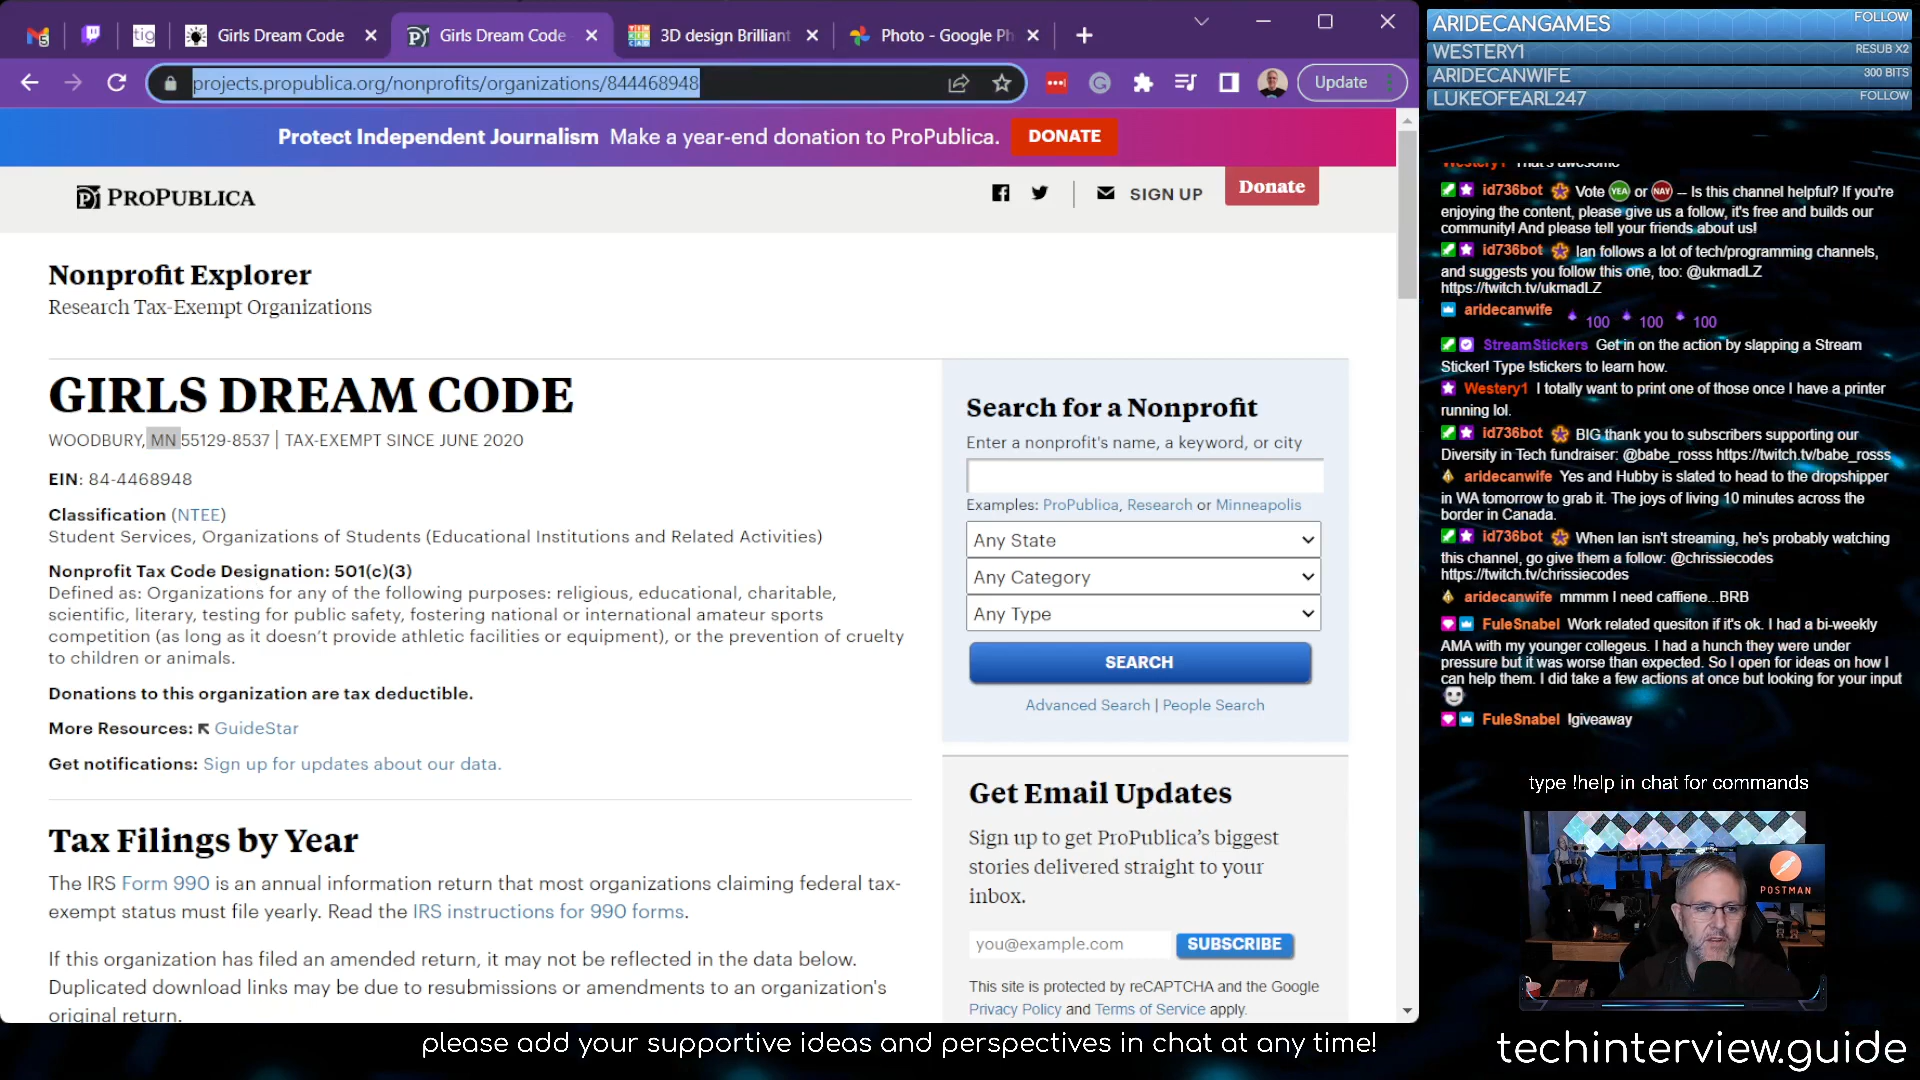 5
tig
Girls Dream Code
Girls Dream Code
3D design Brilliant
Photo - Google Ph
projects.propublica.org/nonprofits/organizations/844468948
Update
Protect Independent Journalism Make a year-end donation to ProPublica. DONATE
PROPUBLICA
SIGN UP
Donate
Nonprofit Explorer
Research Tax-Exempt Organizations
GIRLS DREAM CODE
WOODBURY, MN 55129-8537 | TAX-EXEMPT SINCE JUNE 2020
EIN: 84-4468948
Classification (NTEE)
Student Services, Organizations of Students (Educational Institutions and Related Activities)
Nonprofit Tax Code Designation: 501(c)(3)
Defined as: Organizations for any of the following purposes: religious, educational, charitable,
scientific, literary, testing for public safety, fostering national or international amateur sports
competition (as long as it doesn't provide athletic facilities or equipment), or the prevention of cruelty
to children or animals.
Donations to this organization are tax deductible.
More Resources: GuideStar
Get notifications: Sign up for updates about our data.
Tax Filings by Year
The IRS Form 990 is an annual information return that most organizations claiming federal tax-
exempt status must file yearly. Read the IRS instructions for 990 forms.
If this organization has filed an amended return, it may not be reflected in the data below.
Duplicated download links may be due to resubmissions or amendments to an organization's
original return.
Search for a Nonprofit
Enter a nonprofit's name, a keyword, or city
Examples: ProPublica, Research or Minneapolis
Any State
Any Category
Any Type
SEARCH
Advanced Search | People Search
Get Email Updates
Sign up to get ProPublica's biggest
stories delivered straight to your
inbox.
you@example.com
SUBSCRIBE
This site is protected by reCAPTCHA and the Google
Privacy Policy and Terms of Service apply.
ARIDECANGAMES FOLLOW
WESTERY1 RESUB X2
ARIDECANWIFE 300 BITS
LUKEOFEARL247 FOLLOW
Westery1 That's awesome
id736bot Vote YEA or NAY -- Is this channel helpful? If you're
enjoying the content, please give us a follow, it's free and builds our
community! And please tell your friends about us!
id736bot Ian follows a lot of tech/programming channels,
and suggests you follow this one, too: @ukmadLZ
https://twitch.tv/ukmadLZ
aridecanwife 100 100 100
StreamStickers Get in on the action by slapping a Stream
Sticker! Type !stickers to learn how.
Westery1 I totally want to print one of those once I have a printer
running lol.
id736bot BIG thank you to subscribers supporting our
Diversity in Tech fundraiser: @babe_rosss https://twitch.tv/babe_rosss
aridecanwife Yes and Hubby is slated to head to the dropshipper
in WA tomorrow to grab it. The joys of living 10 minutes across the
border in Canada.
id736bot When Ian isn't streaming, he's probably watching
this channel, go give them a follow: @chrissiecodes
https://twitch.tv/chrissiecodes
aridecanwife mmmm I need caffiene...BRB
FuleSnabel Work related quesiton if it's ok. I had a bi-weekly
AMA with my younger collegeus. I had a hunch they were under
pressure but it was worse than expected. So I open for ideas on how I
can help them. I did take a few actions at once but looking for your input
FuleSnabel !giveaway
type !help in chat for commands
POSTMAN
please add your supportive ideas and perspectives in chat at any time!
techinterview.guide